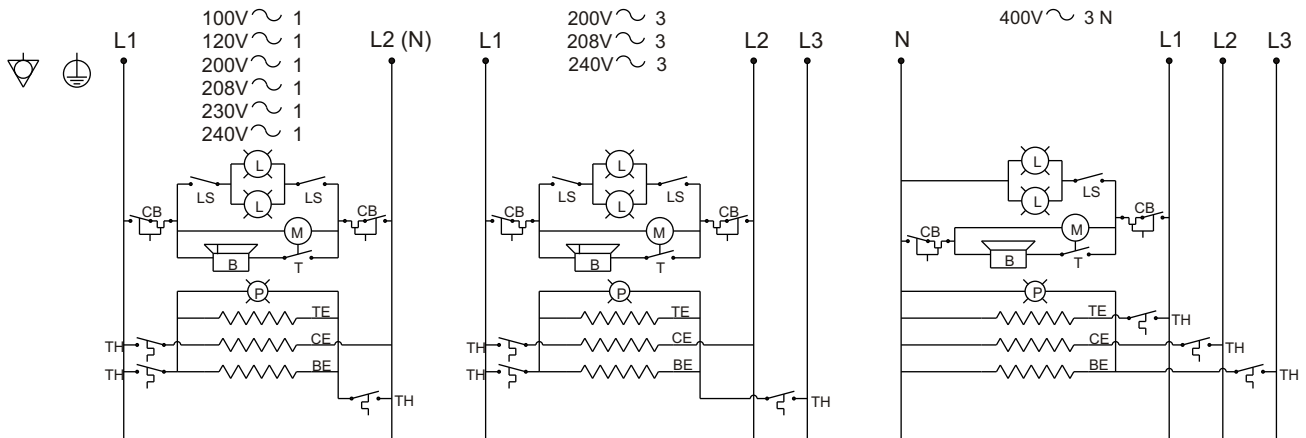 100V 1
120V 1
200V 1
208V 1
230V 1
240V 1
L1
L2 (N)
L
LS
LS
L
CB
CB
M
B
T
P
TE
TH
CE
TH
BE
TH
200V 3
208V 3
240V 3
L1
L2
L3
L
LS
LS
L
CB
CB
M
B
T
P
TE
TH
CE
TH
BE
TH
400V 3 N
N
L1
L2
L3
L
LS
L
CB
CB
M
B
T
P
TE
TH
CE
TH
BE
TH